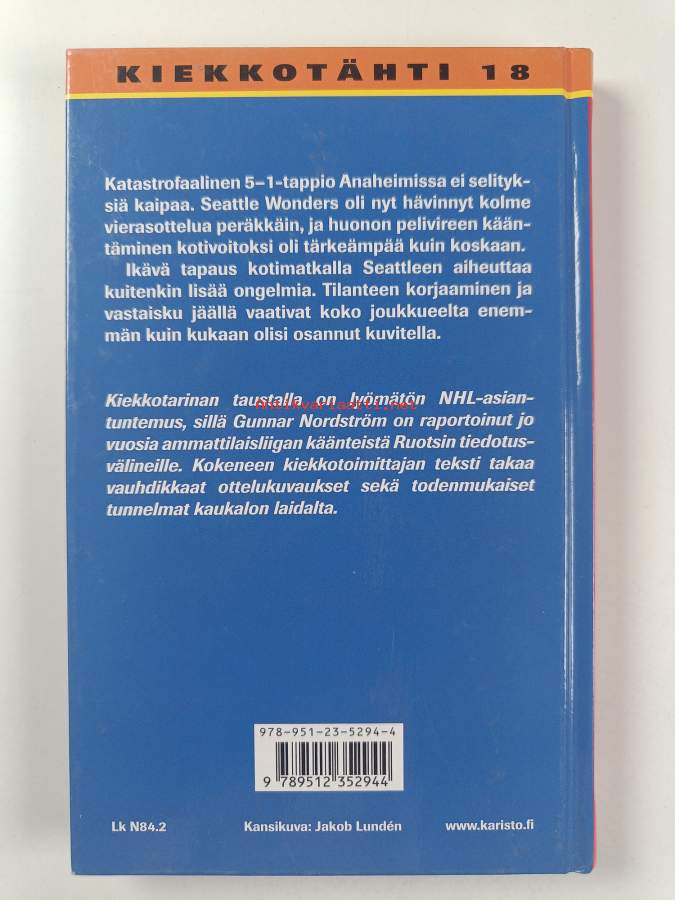 KIEKKOTÄHTI 18
Katastrofaalinen 5–1-tappio Anaheimissa ei selityk-
siä kaipaa. Seattle Wonders oli nyt hävinnyt kolme
vierasottelua peräkkäin, ja huonon pelivireen kään-
täminen kotivoitoksi oli tärkeämpää kuin koskaan.
Ikävä tapaus kotimatkalla Seattleen aiheuttaa
kuitenkin lisää ongelmia. Tilanteen korjaaminen ja
vastaisku jäällä vaativat koko joukkueelta enem-
män kuin kukaan olisi osannut kuvitella.
Kiekkotarinan taustalla on lyömätön NHL-asian-
Antikvariaatti.net
tuntemus, sillä Gunnar Nordström on raportoinut jo
vuosia ammattilaisliigan käänteistä Ruotsin tiedotus-
välineille. Kokeneen kiekkotoimittajan teksti takaa
vauhdikkaat ottelukuvaukset sekä todenmukaiset
tunnelmat kaukalon laidalta.
978-951-23-5294-4
9 789512 352944
Lk N84.2 Kansikuva: Jakob Lundén www.karisto.fi